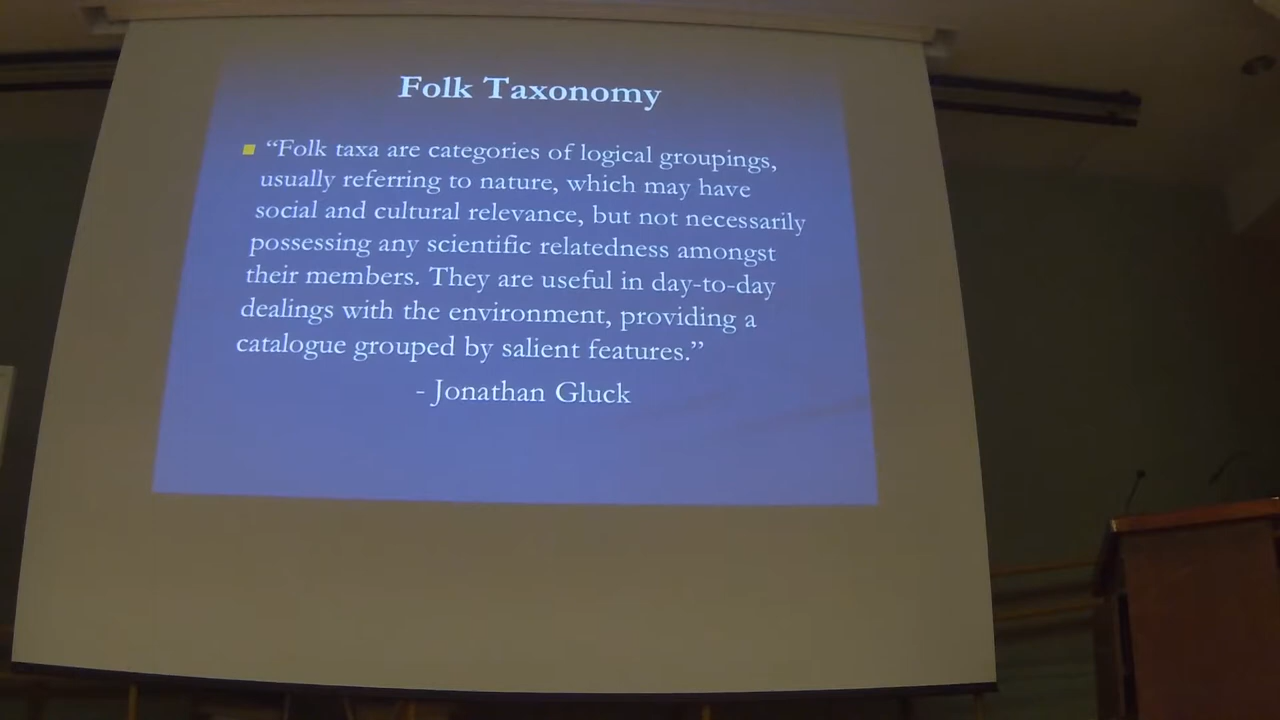 Folk Taxonomy
“Folk taxa are categories of logical groupings,
usually referring to nature, which may have
social and cultural relevance, but not necessarily
possessing any scientific relatedness amongst
their members. They are useful in day-to-day
dealings with the environment, providing a
catalogue grouped by salient features.”
- Jonathan Gluck